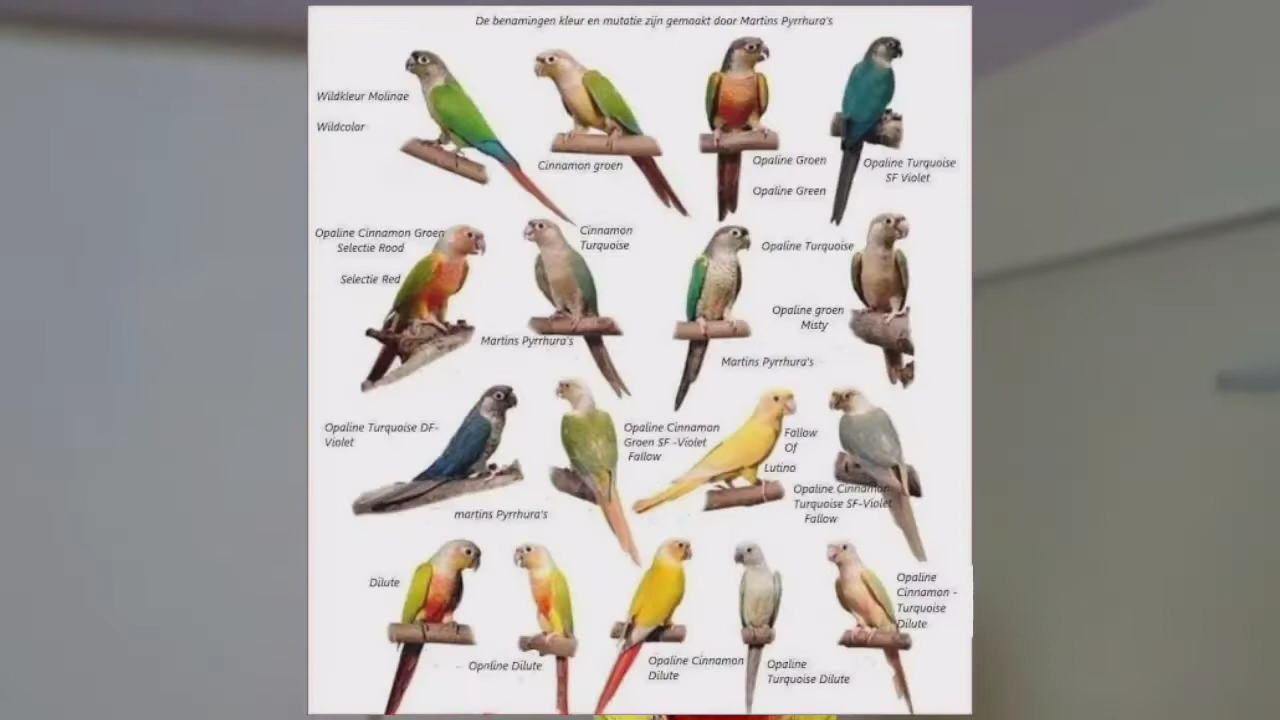 De benamingen kleur en mutatie zijn gemaakt door Martins Pyrrhura's
Wildkleur Molinae
Wildcolor
Cinnamon groen
Opaline Groen
Opaline Green
Opaline Turquoise
SF Violet
Opaline Cinnamon Groen
Selectie Rood
Selectie Red
Cinnamon
Turquoise
Martins Pyrrhura's
Opaline Turquoise
Martins Pyrrhura's
Opaline groen
Misty
Opaline Turquoise DF-
Violet
martins Pyrrhura's
Opaline Cinnamon
Groen SF -Violet
Fallow
Fallow
Of
Lutino
Opaline Cinnamon
Turquoise SF-Violet
Fallow
Dilute
Opnline Dilute
Opaline Cinnamon
Dilute
Opaline
Turquoise Dilute
Opaline
Cinnamon -
Turquoise
Dilute